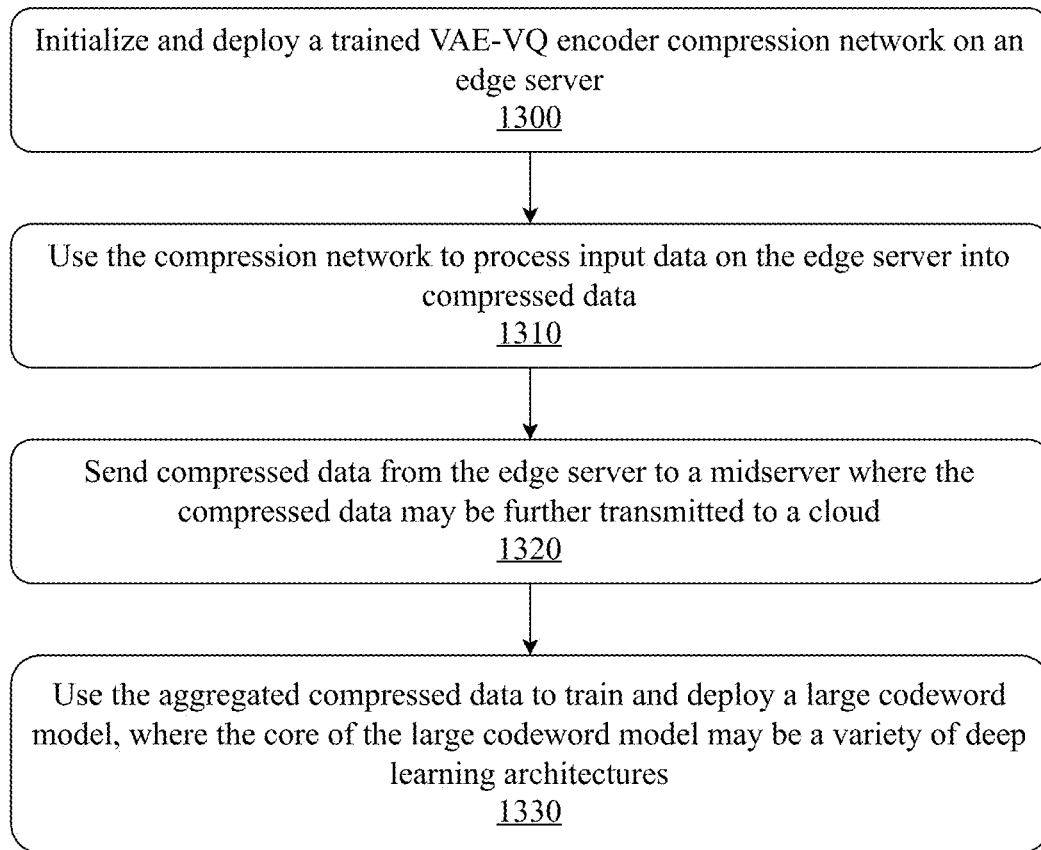 Initialize and deploy a trained VAE-VQ encoder compression network on an
edge server
1300
Use the compression network to process input data on the edge server into
compressed data
1310
Send compressed data from the edge server to a midserver where the
compressed data may be further transmitted to a cloud
1320
Use the aggregated compressed data to train and deploy a large codeword
model, where the core of the large codeword model may be a variety of deep
learning architectures
1330